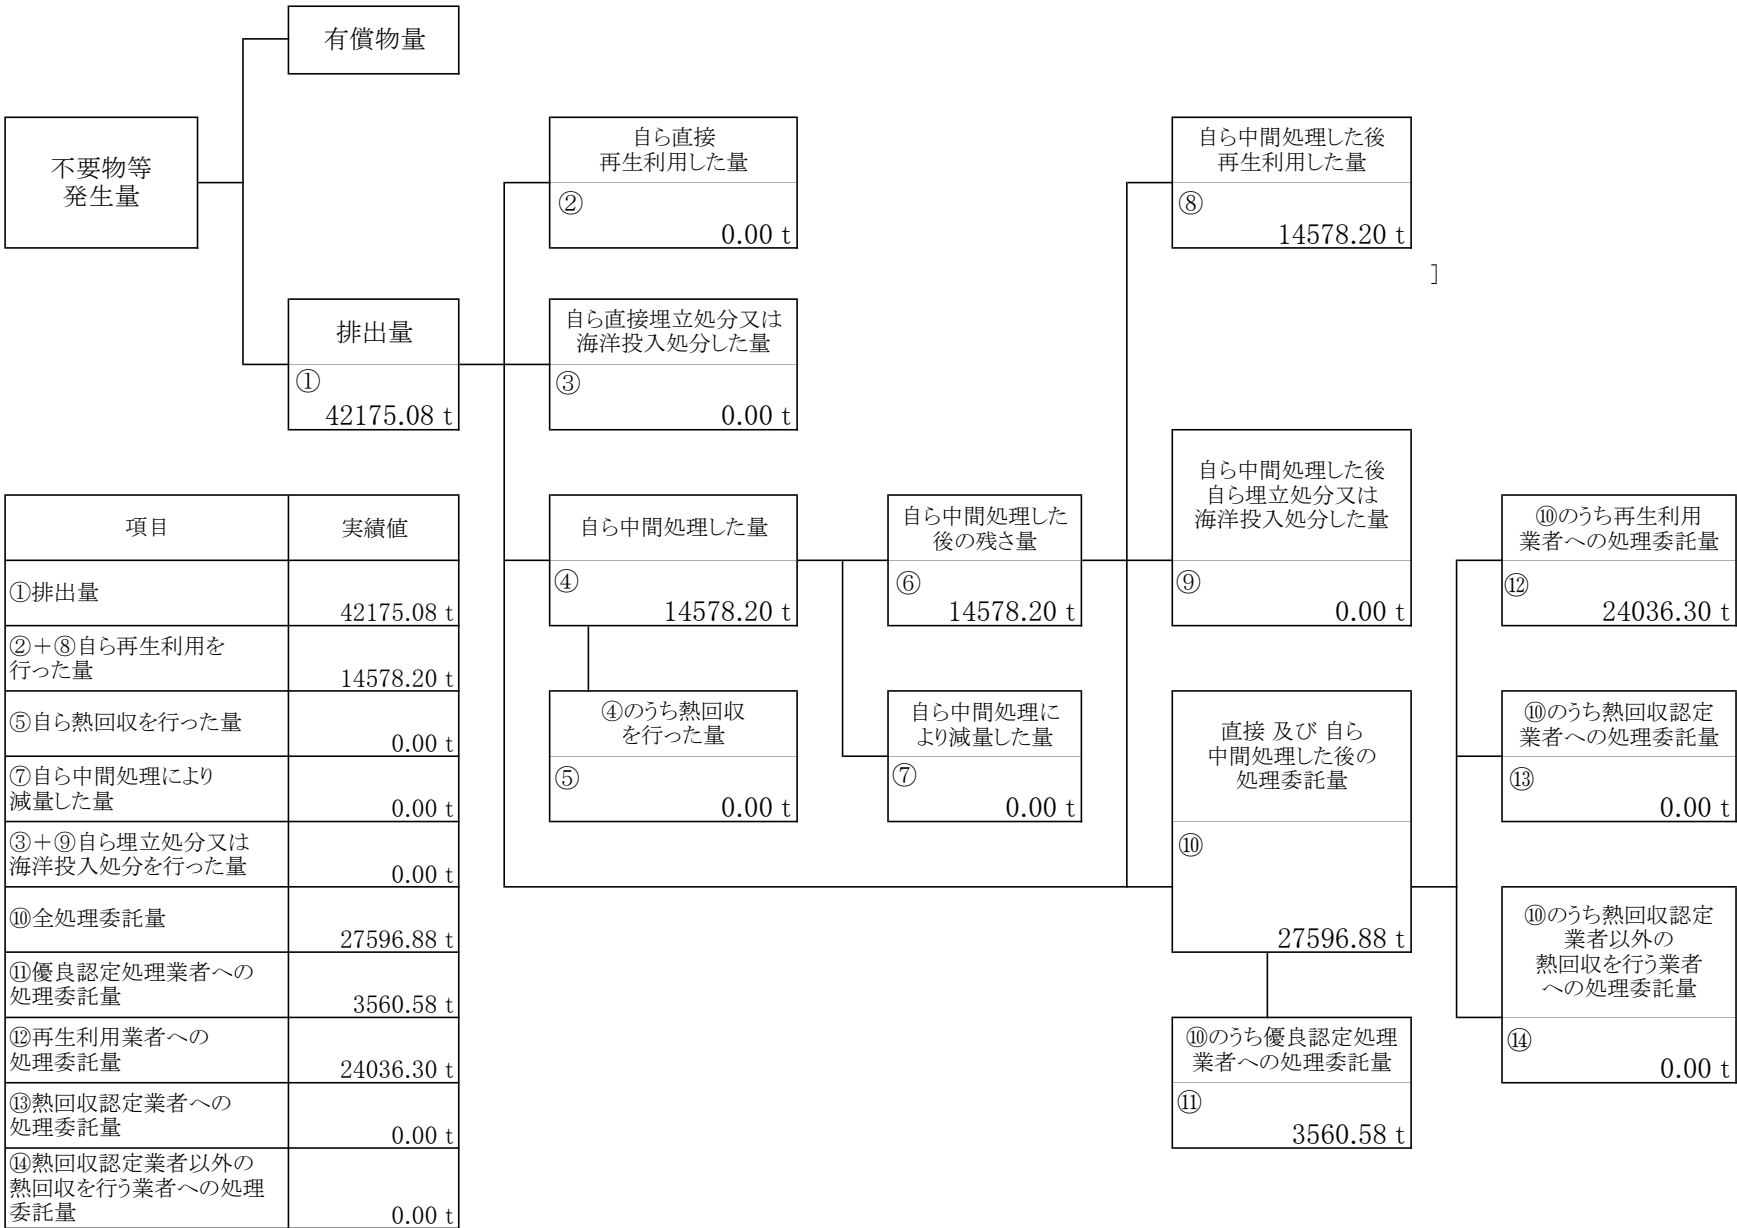 有償物量
不要物等
発生量
自ら直接
再生利用した量
②
0.00 t
自ら中間処理した後
再生利用した量
⑧
14578.20 t
]
排出量
①
42175.08 t
自ら直接埋立処分又は
海洋投入処分した量
③
0.00 t
自ら中間処理した量
④
14578.20 t
自ら中間処理した
後の残さ量
⑥
14578.20 t
自ら中間処理した後
自ら埋立処分又は
海洋投入処分した量
⑨
0.00 t
⑩のうち再生利用
業者への処理委託量
⑫
24036.30 t
④のうち熱回収
を行った量
⑤
0.00 t
自ら中間処理に
より減量した量
⑦
0.00 t
直接 及び 自ら
中間処理した後の
処理委託量
⑩
27596.88 t
⑩のうち熱回収認定
業者への処理委託量
⑬
0.00 t
⑩のうち熱回収認定
業者以外の
熱回収を行う業者
への処理委託量
⑭
0.00 t
⑩のうち優良認定処理
業者への処理委託量
⑪
3560.58 t
項目 実績値
①排出量
42175.08 t
②+⑧自ら再生利用を
行った量
14578.20 t
⑤自ら熱回収を行った量
0.00 t
⑦自ら中間処理により
減量した量
0.00 t
③+⑨自ら埋立処分又は
海洋投入処分を行った量
0.00 t
⑩全処理委託量
27596.88 t
⑪優良認定処理業者への
処理委託量
3560.58 t
⑫再生利用業者への
処理委託量
24036.30 t
⑬熱回収認定業者への
処理委託量
0.00 t
⑭熱回収認定業者以外の
熱回収を行う業者への処理
委託量
0.00 t